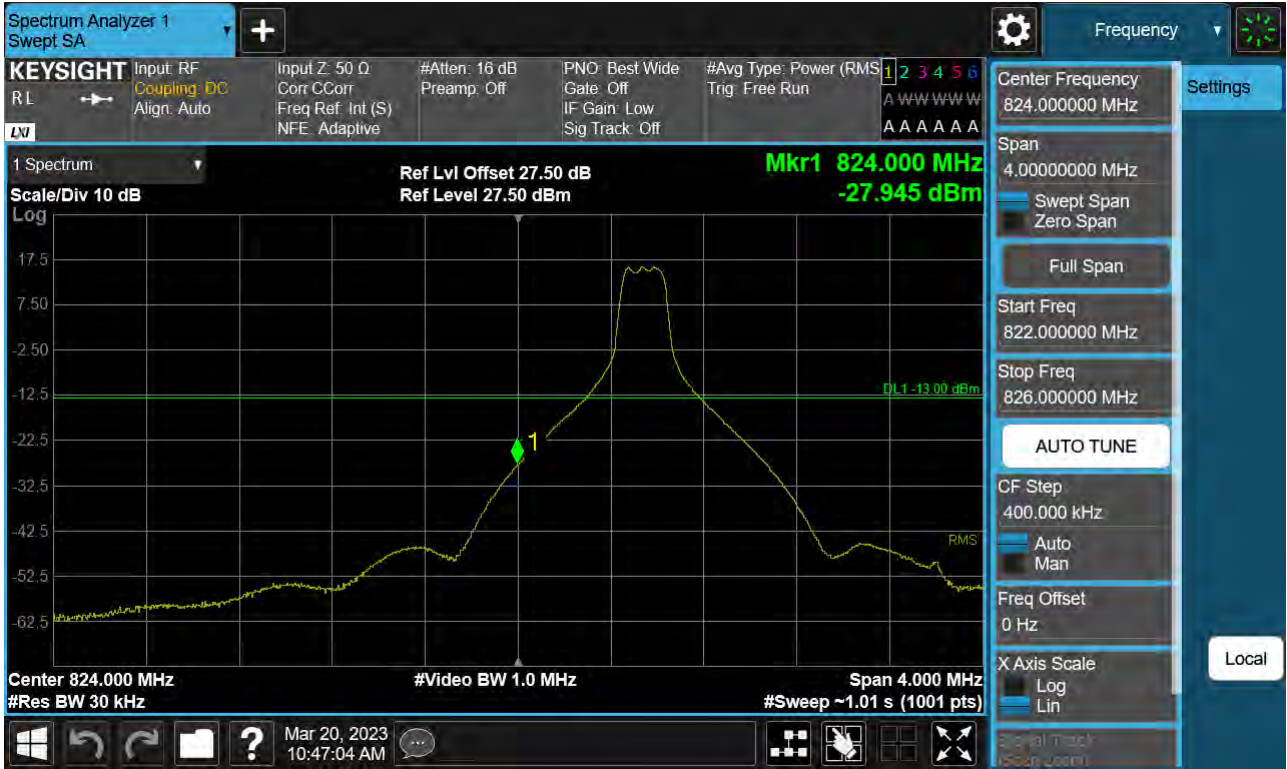 Spectrum Analyzer 1
Swept SA
Frequency
KEYSIGHT
RL
LXI
Input: RF
Coupling: DC
Align: Auto
Input Z: 50 Ω
Corr CCorr
Freq Ref: Int (S)
NFE: Adaptive
#Atten: 16 dB
Preamp: Off
PNO: Best Wide
Gate: Off
IF Gain: Low
Sig Track: Off
#Avg Type: Power (RMS
Trig: Free Run
1 2 3 4 5 6
A W W W W W
A A A A A A
1 Spectrum
Scale/Div 10 dB
Log
Ref Lvl Offset 27.50 dB
Ref Level 27.50 dBm
Mkr1 824.000 MHz
-27.945 dBm
17.5
7.50
-2.50
-12.5
-22.5
-32.5
-42.5
-52.5
-62.5
DL1 -13.00 dBm
1
RMS
Center 824.000 MHz
#Res BW 30 kHz
#Video BW 1.0 MHz
Span 4.000 MHz
#Sweep ~1.01 s (1001 pts)
Center Frequency
824.000000 MHz
Span
4.00000000 MHz
Swept Span
Zero Span
Full Span
Start Freq
822.000000 MHz
Stop Freq
826.000000 MHz
AUTO TUNE
CF Step
400.000 kHz
Auto
Man
Freq Offset
0 Hz
X Axis Scale
Log
Lin
Signal Track
(Span Zoom)
Settings
Local
Mar 20, 2023
10:47:04 AM